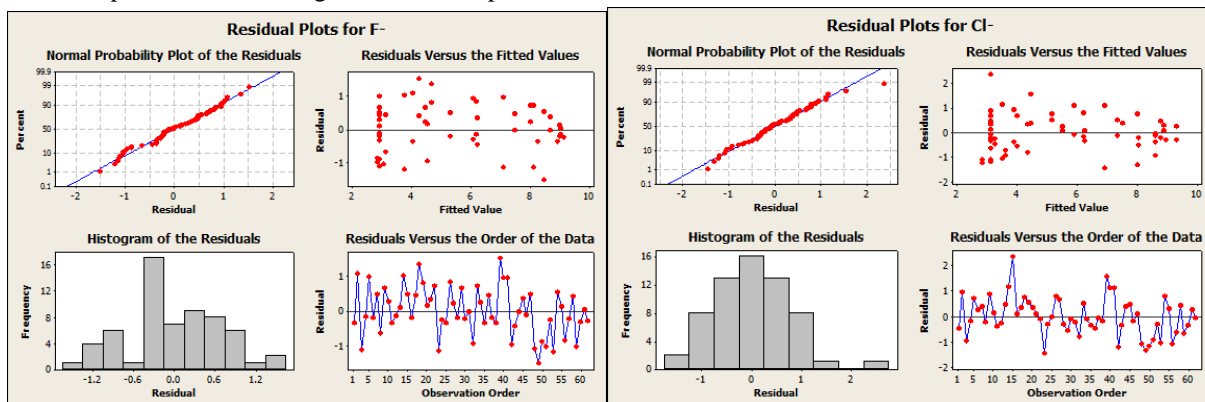 Residual Plots for F-
Normal Probability Plot of the Residuals
Residuals Versus the Fitted Values
99.9
99
90
50
10
1
0.1
Percent
-2 -1 0 1 2
Residual
1
0
-1
Residual
2 4 6 8 10
Fitted Value
Histogram of the Residuals
Residuals Versus the Order of the Data
16
12
8
4
0
Frequency
-1.2 -0.6 0.0 0.6 1.2
Residual
1
0
-1
Residual
1 5 10 15 20 25 30 35 40 45 50 55 60
Observation Order
Residual Plots for Cl-
Normal Probability Plot of the Residuals
Residuals Versus the Fitted Values
99.9
99
90
50
10
1
0.1
Percent
-2 -1 0 1 2
Residual
2
1
0
-1
-2
Residual
2 4 6 8 10
Fitted Value
Histogram of the Residuals
Residuals Versus the Order of the Data
16
12
8
4
0
Frequency
-1 0 1 2
Residual
2
1
0
-1
-2
Residual
1 5 10 15 20 25 30 35 40 45 50 55 60
Observation Order